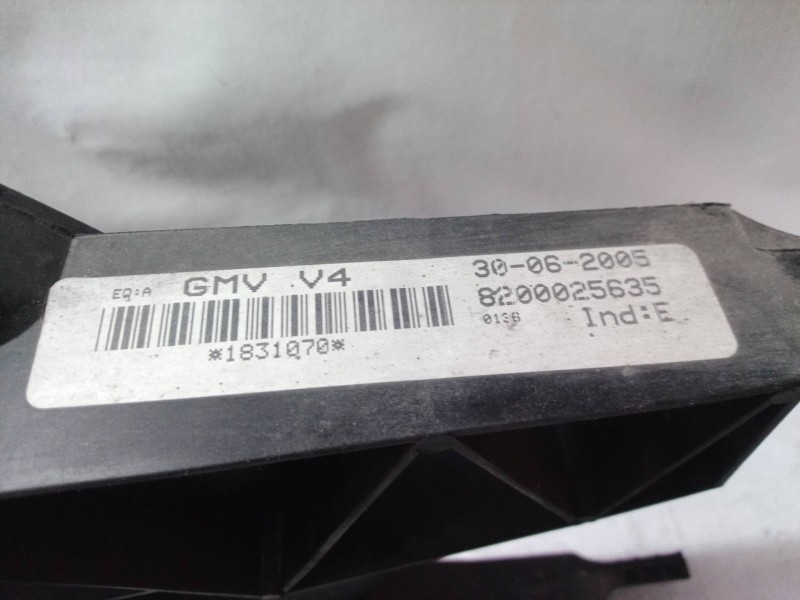 EQ:A GMV V4 30-06-2005
8200025635
0136 Ind:E
*1831070*